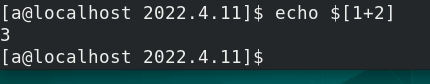 [a@localhost 2022.4.11]$ echo $[1+2]
3
[a@localhost 2022.4.11]$